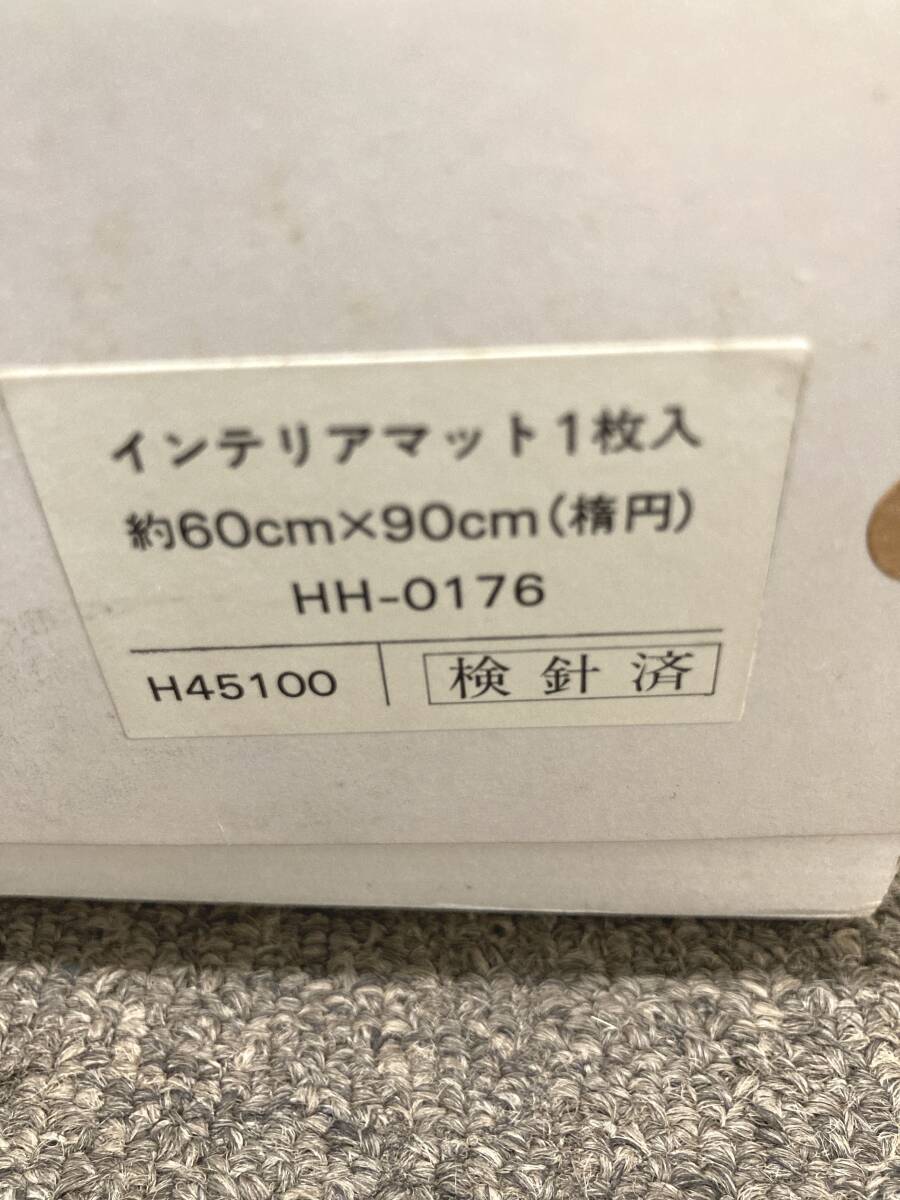 インテリアマット1枚入
約60cm×90cm(楕円)
HH-0176
H45100
検針済